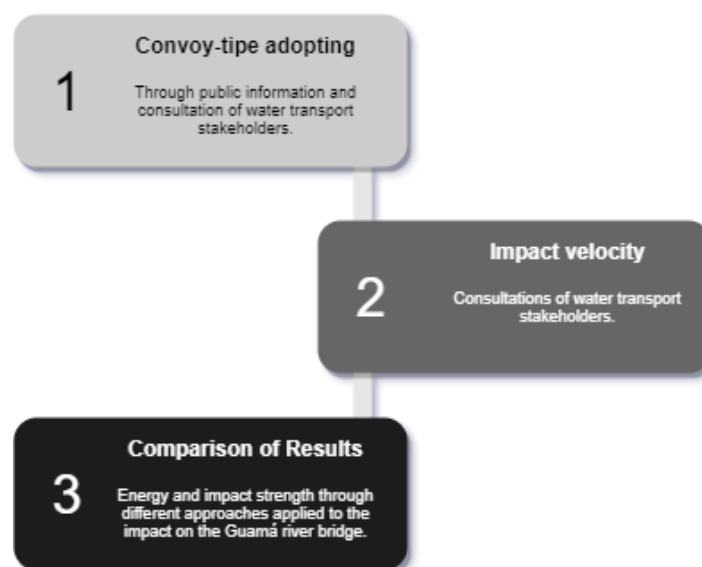 Convoy-tipe adopting
1
Through public information and
consultation of water transport
stakeholders.
Impact velocity
2
Consultations of water transport
stakeholders.
Comparison of Results
3
Energy and impact strength through
different approaches applied to the
impact on the Guamá river bridge.